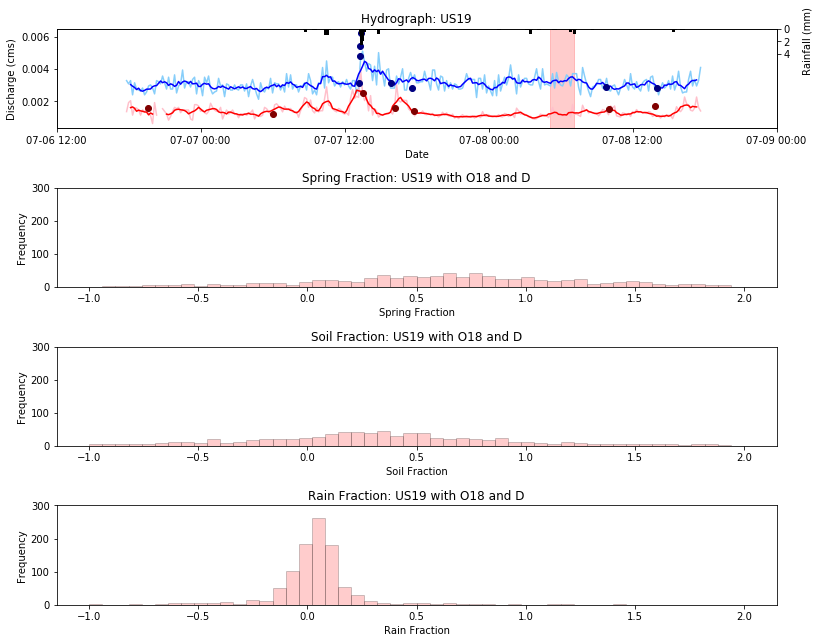 Hydrograph: US19
0.006
0.004
0.002
Discharge (cms)
0
2
4
Rainfall (mm)
07-06 12:00 07-07 00:00 07-07 12:00 07-08 00:00 07-08 12:00 07-09 00:00
Date
Spring Fraction: US19 with O18 and D
300
200
100
0
Frequency
−1.0 −0.5 0.0 0.5 1.0 1.5 2.0
Spring Fraction
Soil Fraction: US19 with O18 and D
300
200
100
0
Frequency
−1.0 −0.5 0.0 0.5 1.0 1.5 2.0
Soil Fraction
Rain Fraction: US19 with O18 and D
300
200
100
0
Frequency
−1.0 −0.5 0.0 0.5 1.0 1.5 2.0
Rain Fraction